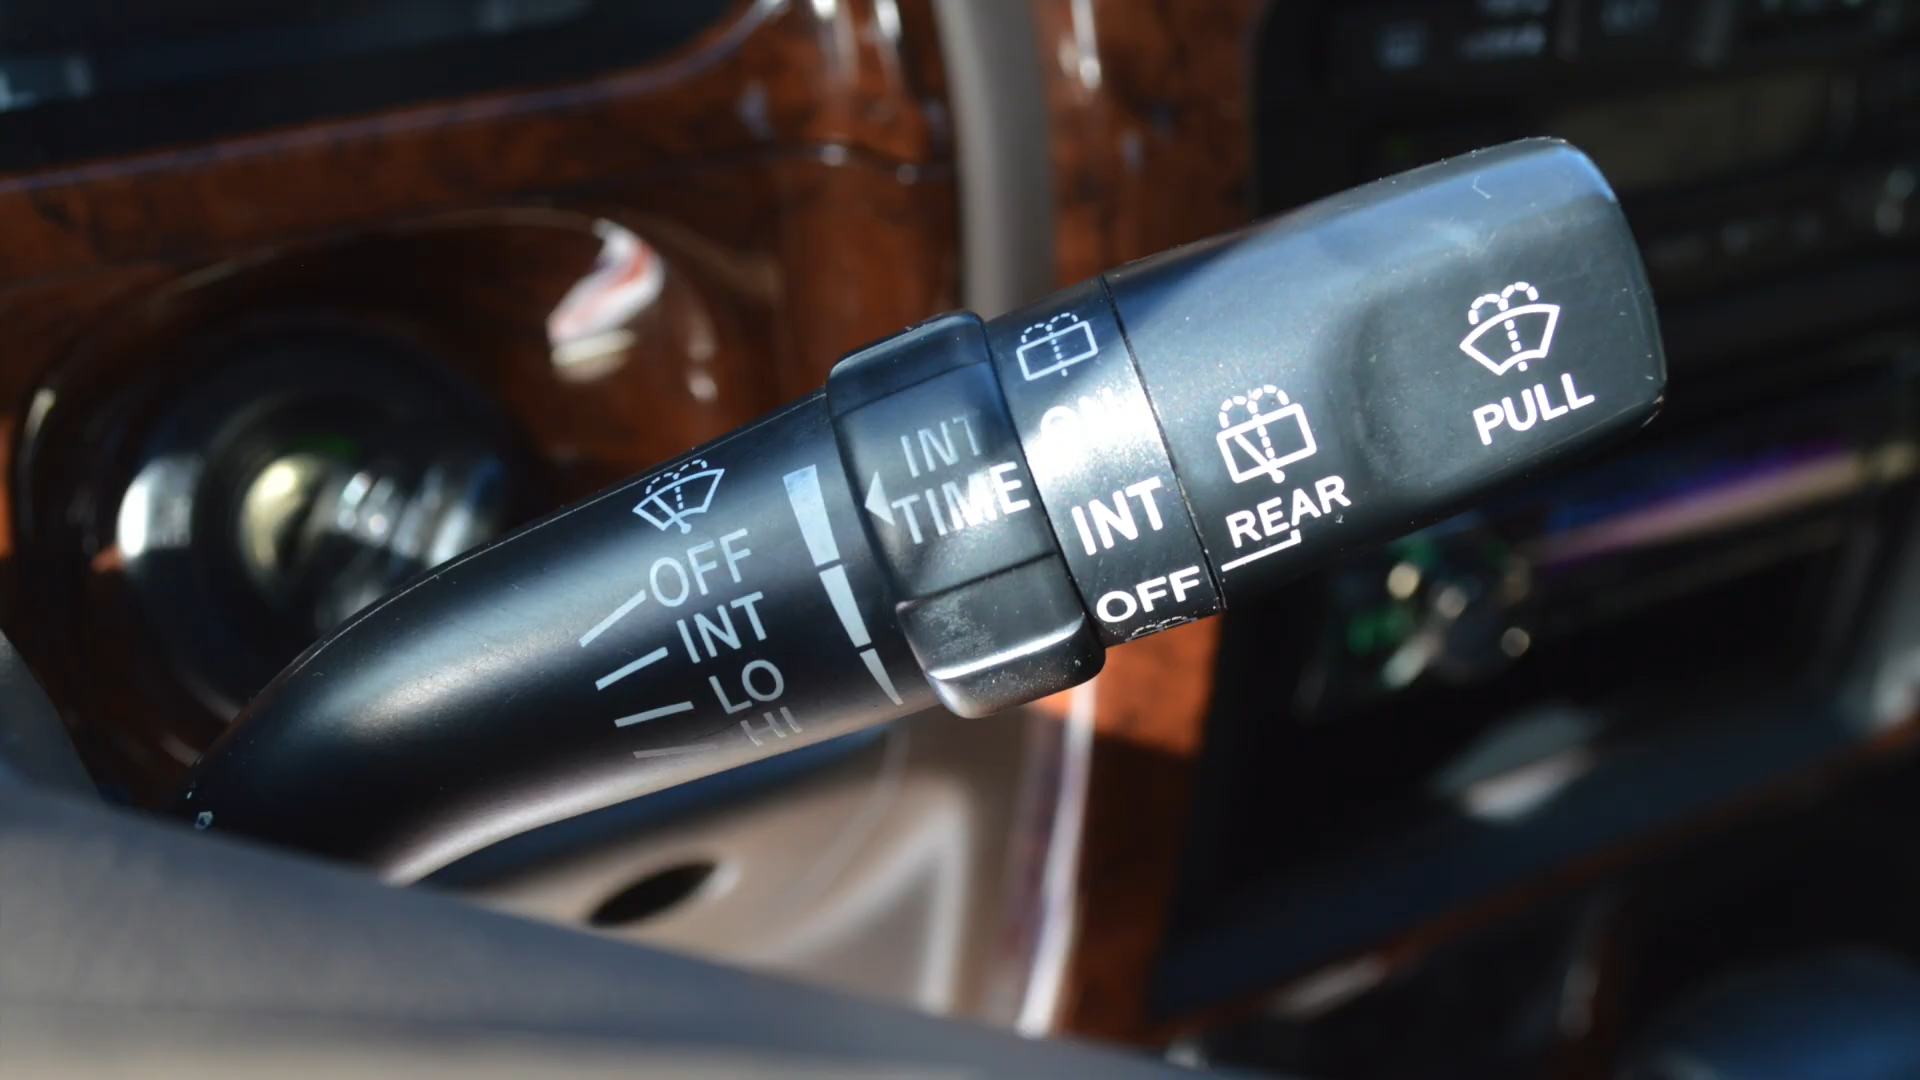 OFF
INT
LO
HI
INT
TIME
ON
INT
OFF
REAR
PULL